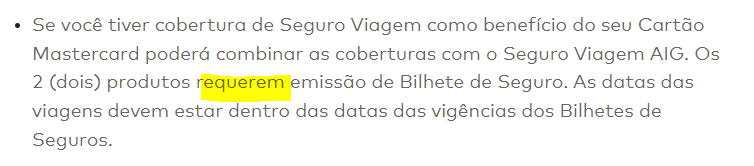 • Se você tiver cobertura de Seguro Viagem como benefício do seu Cartão
Mastercard poderá combinar as coberturas com o Seguro Viagem AIG. Os
2 (dois) produtos requerem emissão de Bilhete de Seguro. As datas das
viagens devem estar dentro das datas das vigências dos Bilhetes de
Seguros.